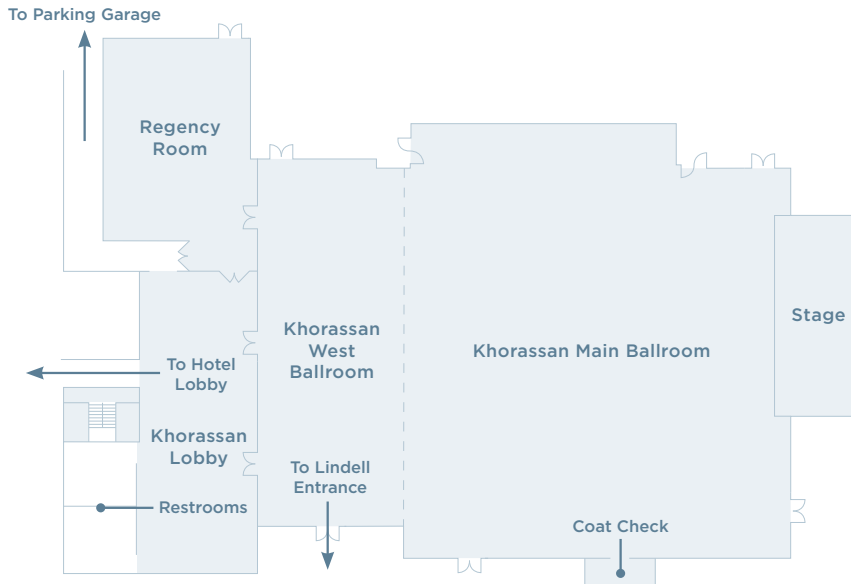 To Parking Garage
Regency
Room
Khorassan
West
Ballroom
Khorassan Main Ballroom
Stage
To Hotel
Lobby
Khorassan
Lobby
To Lindell
Entrance
Restrooms
Coat Check